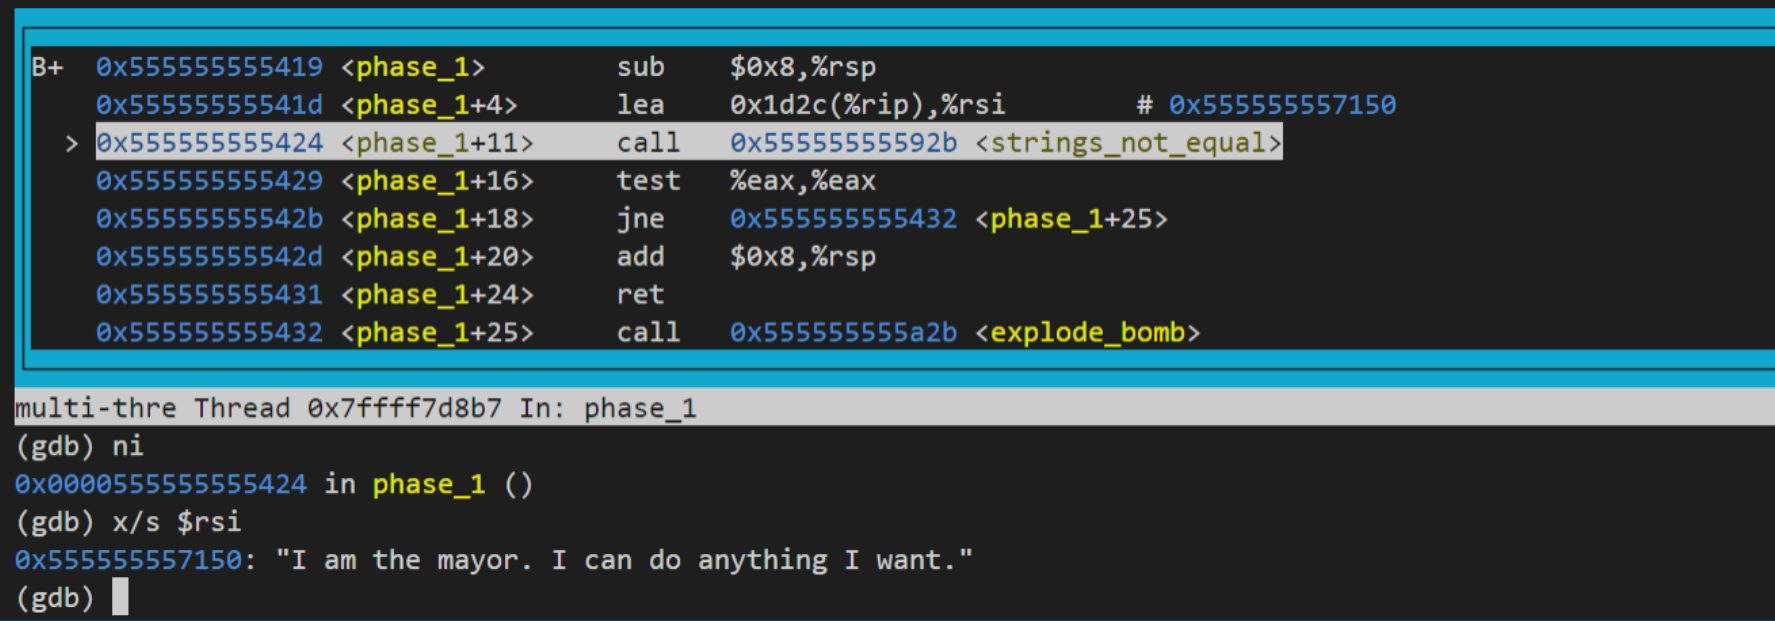 B+ 0x555555555419 <phase_1> sub $0x8,%rsp
0x55555555541d <phase_1+4> lea 0x1d2c(%rip),%rsi # 0x555555557150
> 0x555555555424 <phase_1+11> call 0x55555555592b <strings_not_equal>
0x555555555429 <phase_1+16> test %eax,%eax
0x55555555542b <phase_1+18> jne 0x555555555432 <phase_1+25>
0x55555555542d <phase_1+20> add $0x8,%rsp
0x555555555431 <phase_1+24> ret
0x555555555432 <phase_1+25> call 0x555555555a2b <explode_bomb>
multi-thre Thread 0x7ffff7d8b7 In: phase_1
(gdb) ni
0x0000555555555424 in phase_1 ()
(gdb) x/s $rsi
0x555555557150: "I am the mayor. I can do anything I want."
(gdb)